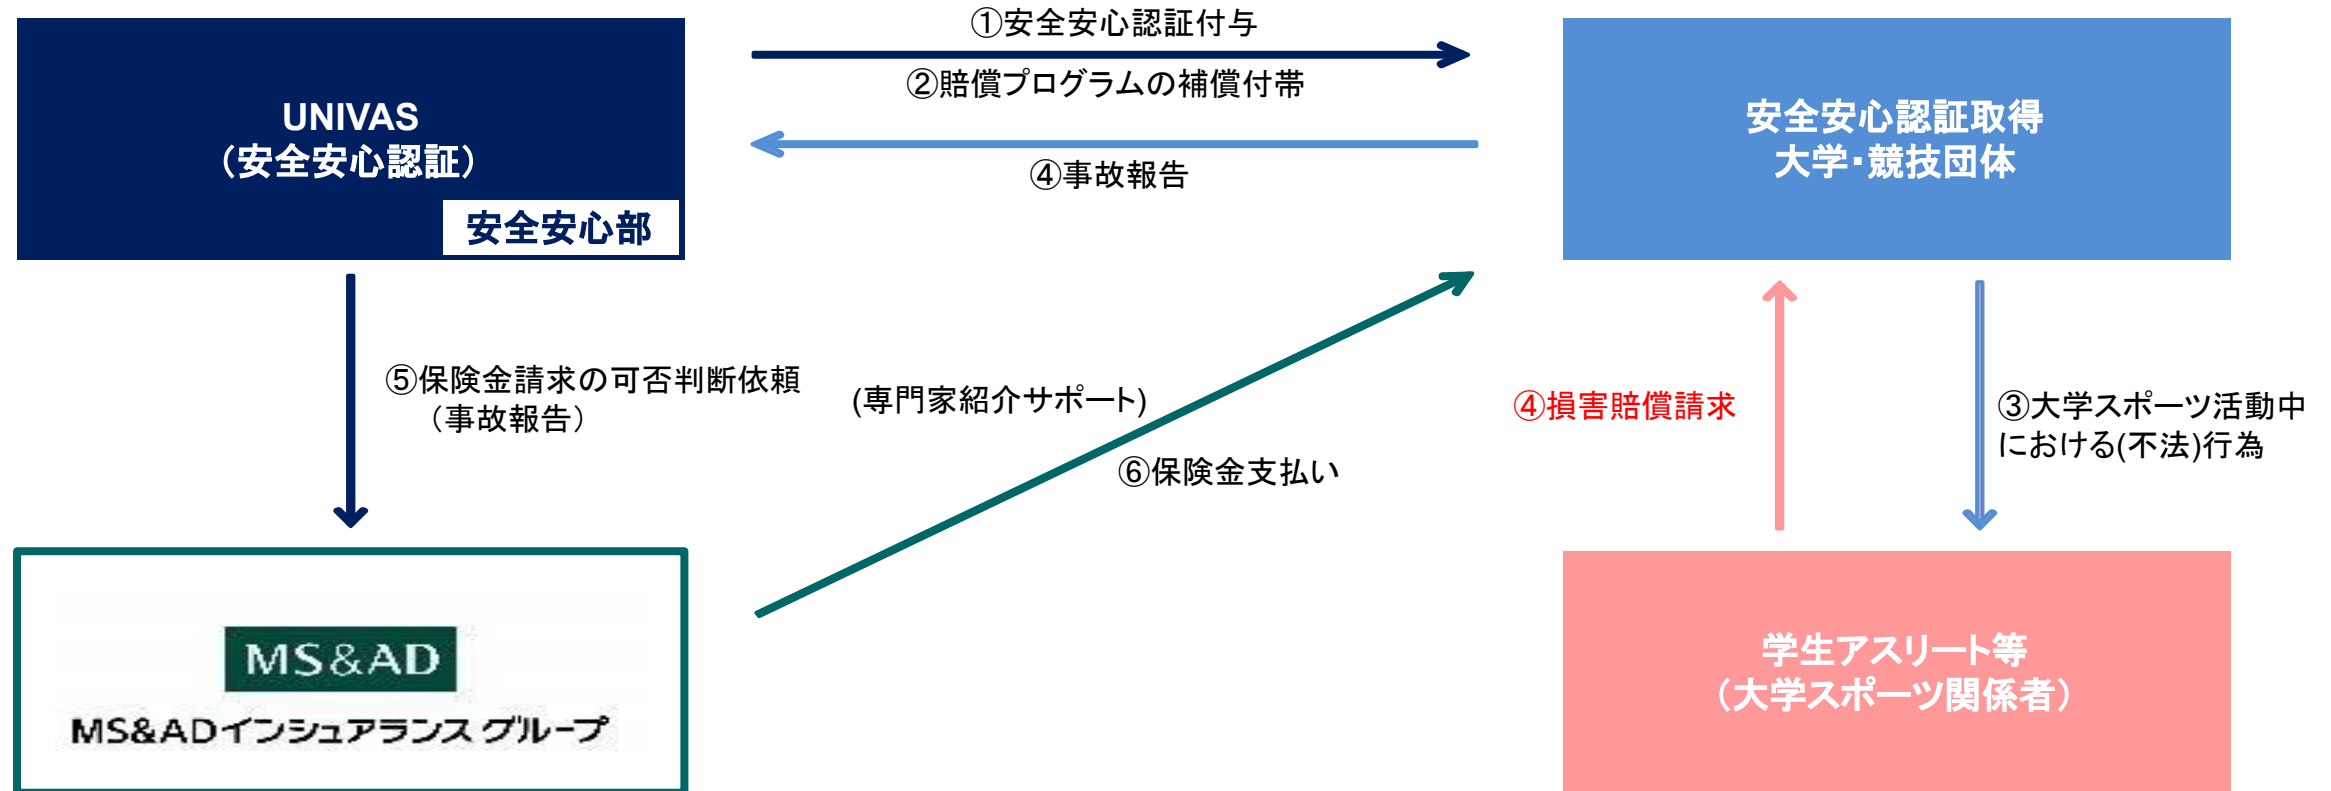 ①安全安心認証付与
②賠償プログラムの補償付帯
④事故報告
UNIVAS
（安全安心認証）
安全安心部
安全安心認証取得
大学・競技団体
⑤保険金請求の可否判断依頼
（事故報告）
(専門家紹介サポート)
⑥保険金支払い
④損害賠償請求
③大学スポーツ活動中
における(不法)行為
MS&AD
MS&ADインシュアランス グループ
学生アスリート等
（大学スポーツ関係者）